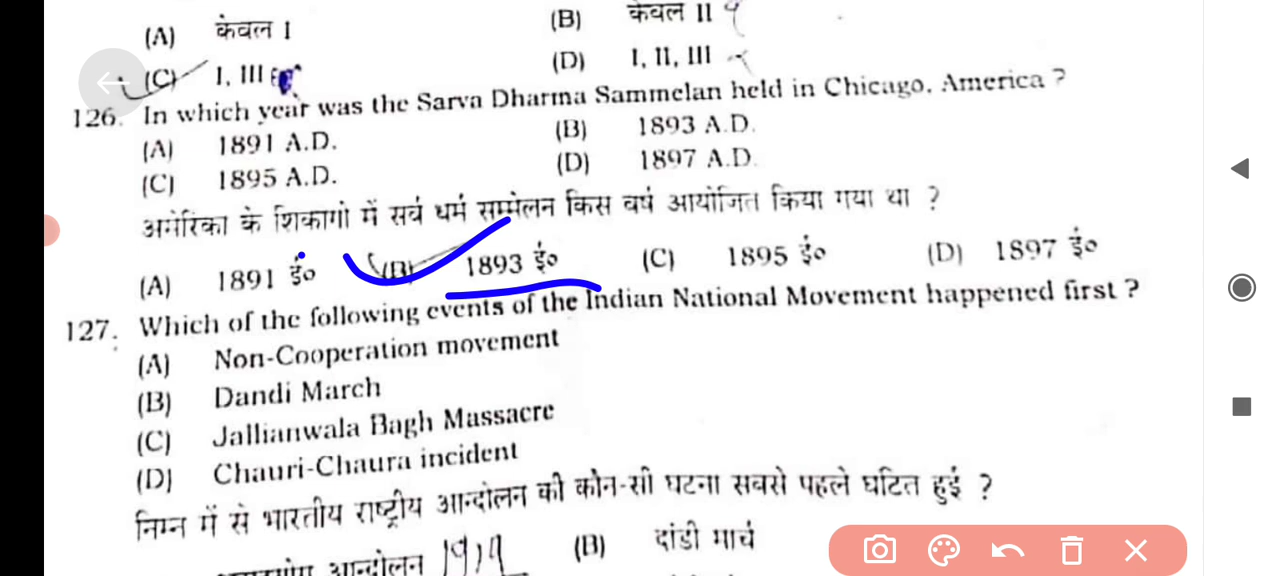 (A) केवल I (B) केवल II
(C) I, III (D) I, II, III
126. In which year was the Sarva Dharma Sammelan held in Chicago, America ?
(A) 1891 A.D. (B) 1893 A.D.
(C) 1895 A.D. (D) 1897 A.D.
अमेरिका के शिकागो में सर्व धर्म सम्मेलन किस वर्ष आयोजित किया गया था ?
(A) 1891 ई० (B) 1893 ई० (C) 1895 ई० (D) 1897 ई०
127. Which of the following events of the Indian National Movement happened first ?
(A) Non-Cooperation movement
(B) Dandi March
(C) Jallianwala Bagh Massacre
(D) Chauri-Chaura incident
निम्न में से भारतीय राष्ट्रीय आन्दोलन की कौन-सी घटना सबसे पहले घटित हुई ?
आन्दोलन (B) दांडी मार्च